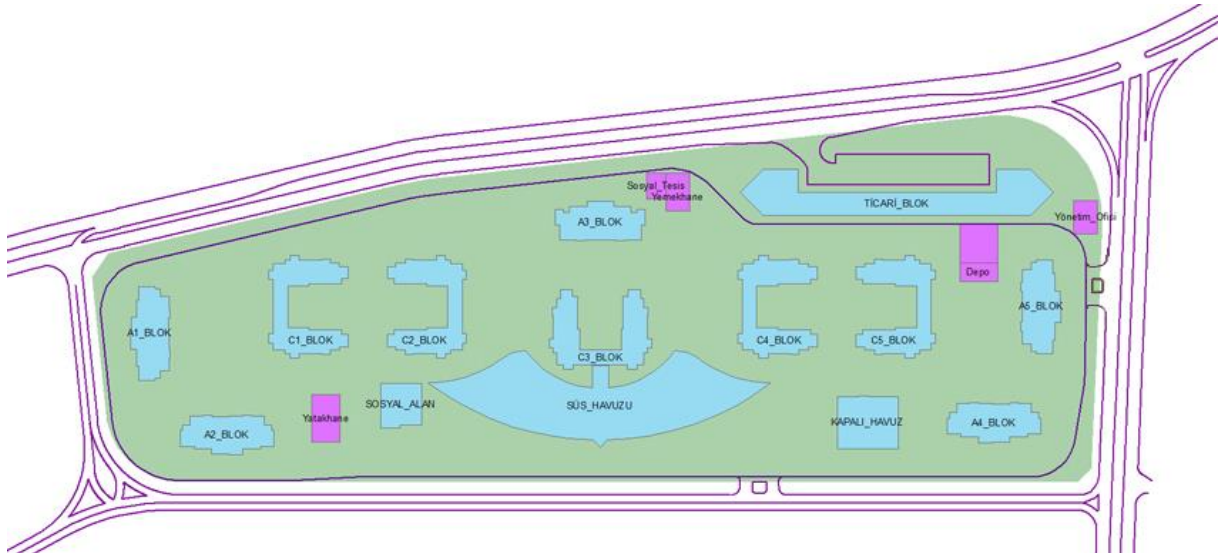 Sosyal_Tesis
Yemekhane
TİCARİ_BLOK
Yönetim_Ofisi
A3_BLOK
Depo
A1_BLOK
C1_BLOK
C2_BLOK
C3_BLOK
C4_BLOK
C5_BLOK
A5_BLOK
SOSYAL_ALAN
SÜS_HAVUZU
Yatakhane
KAPALI_HAVUZ
A2_BLOK
A4_BLOK